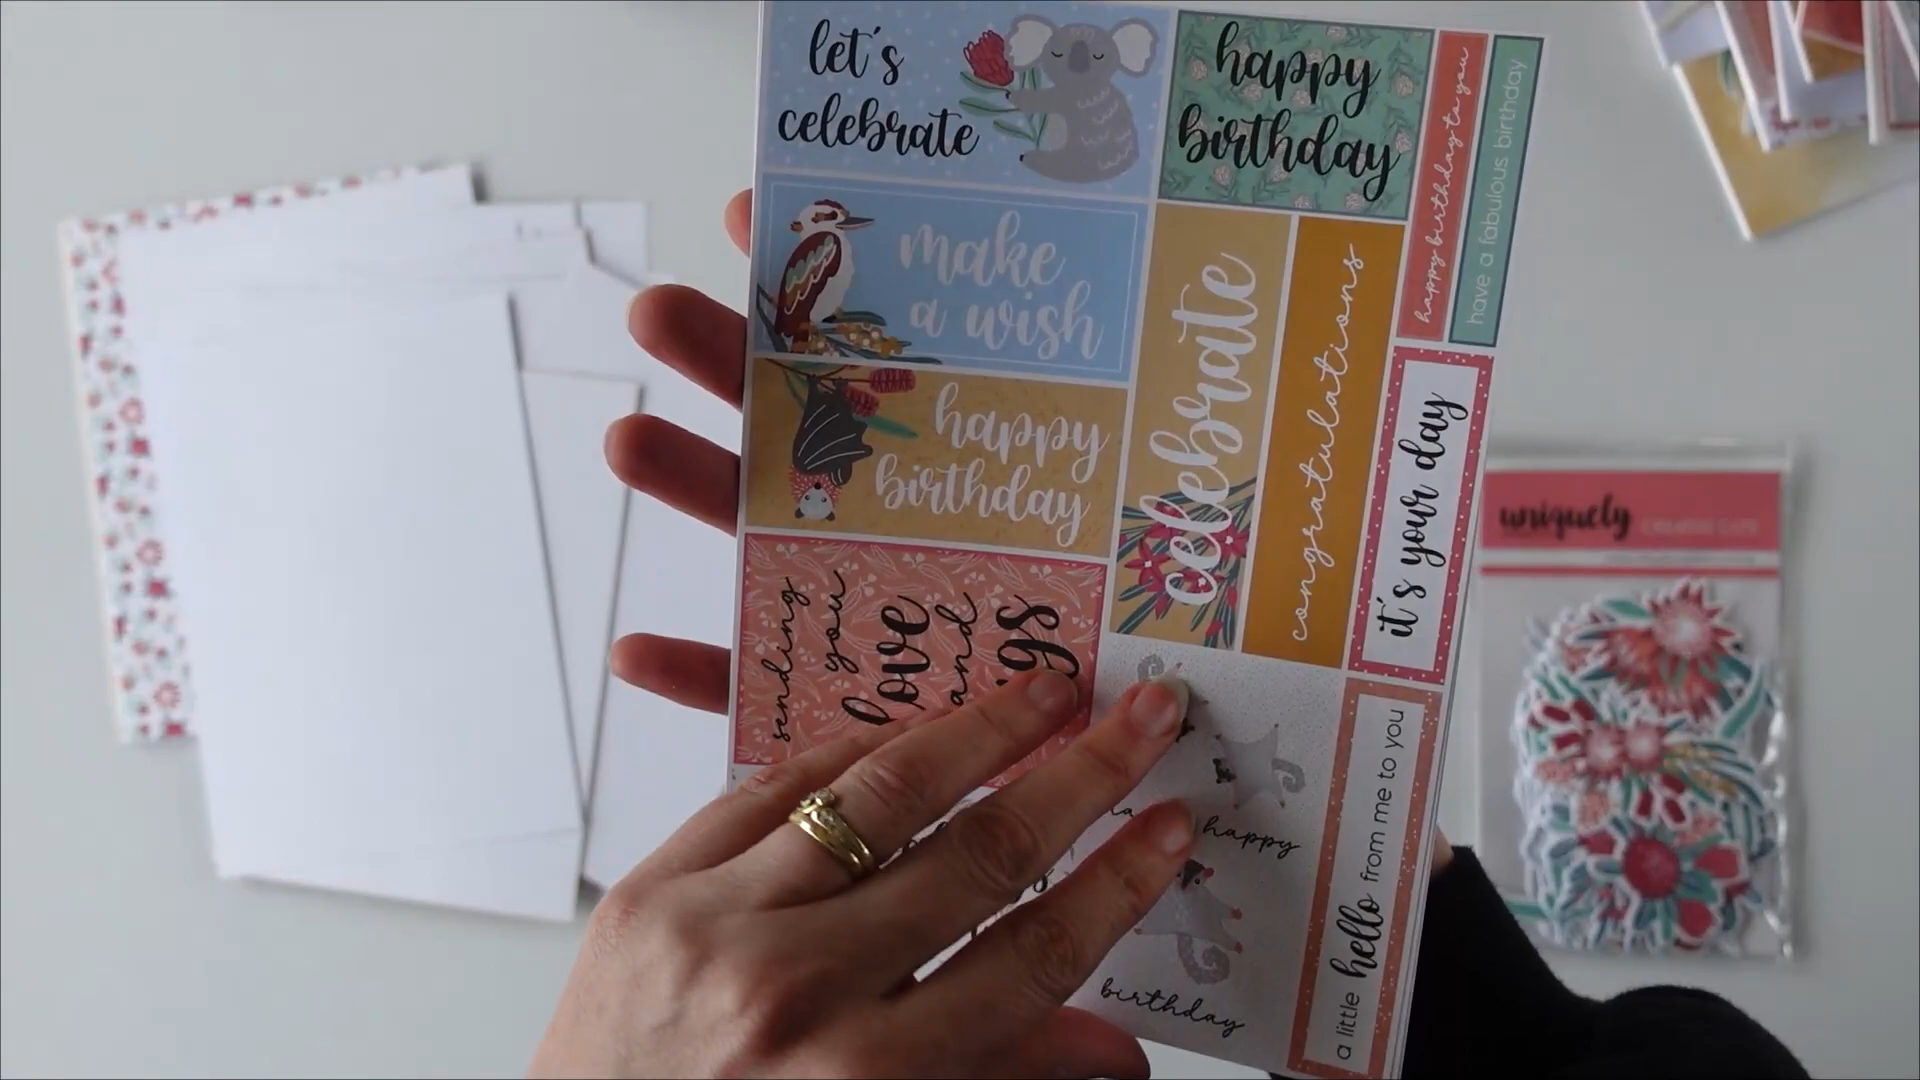 let's
celebrate
happy
birthday
happy birthday to you
have a fabulous birthday
make
a wish
celebrate
congratulations
happy
birthday
it's your day
sending
you
love
and
happy
birthday
a little hello from me to you
uniquely